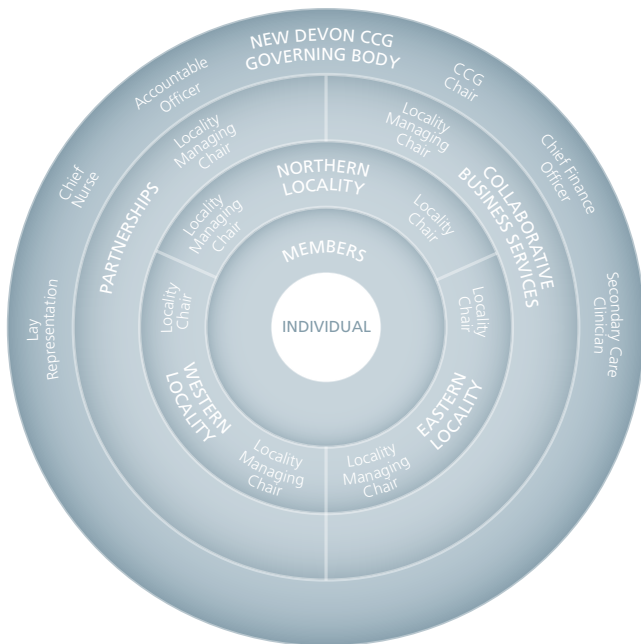 NEW DEVON CCG
GOVERNING BODY
Accountable
Officer
CCG
Chair
Chief
Nurse
Chief Finance
Officer
Lay
Representation
Secondary Care
Clinician
PARTNERSHIPS
Locality
Managing
Chair
Locality
Managing
Chair
COLLABORATIVE
BUSINESS SERVICES
NORTHERN
LOCALITY
Locality
Managing
Chair
Locality
Chair
Locality
Chair
WESTERN
LOCALITY
Locality
Managing
Chair
Locality
Chair
EASTERN
LOCALITY
Locality
Managing
Chair
MEMBERS
INDIVIDUAL